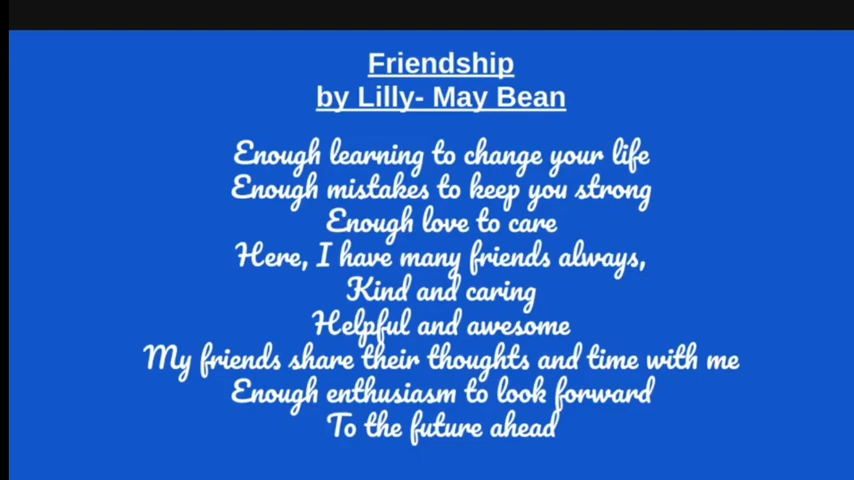 Friendship
by Lilly- May Bean
Enough learning to change your life
Enough mistakes to keep you strong
Enough love to care
Here, I have many friends always,
Kind and caring
Helpful and awesome
My friends share their thoughts and time with me
Enough enthusiasm to look forward
To the future ahead